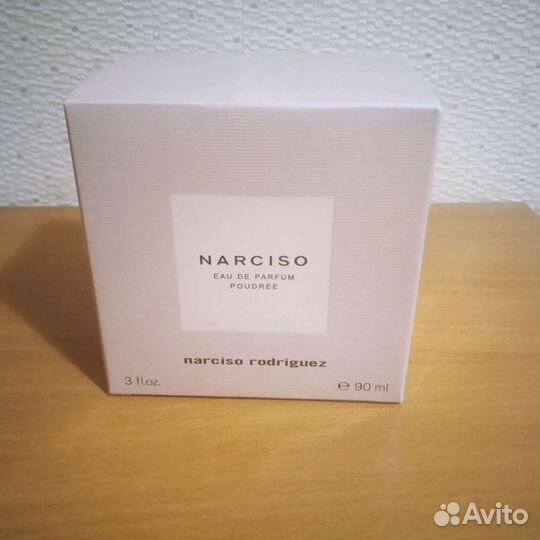 NARCISO
EAU DE PARFUM
POUDRÉE
narciso rodriguez
3 fl.oz. ℮ 90 ml
Avito